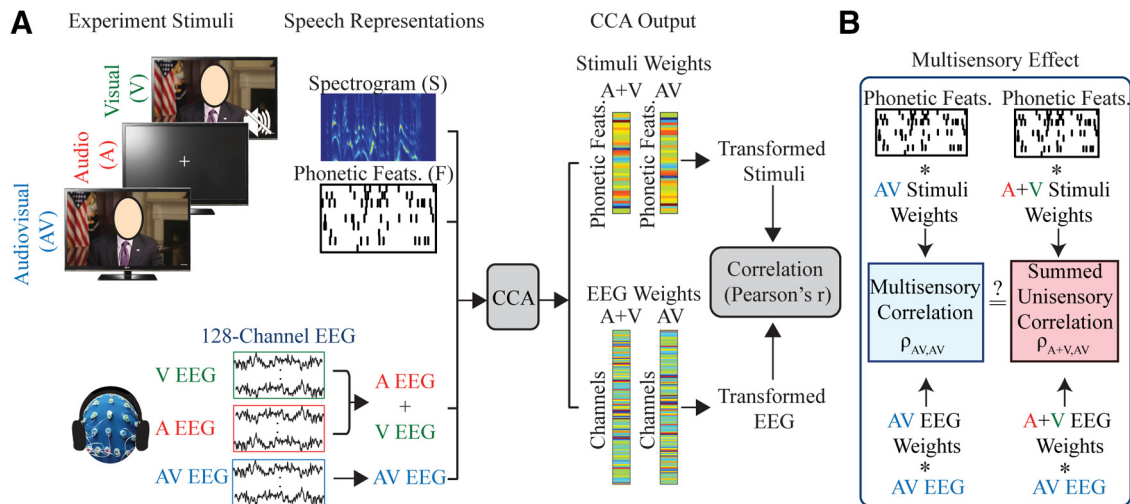 A
Experiment Stimuli
Speech Representations
CCA Output
Visual
(V)
Audio
(A)
Audiovisual
(AV)
Spectrogram (S)
Phonetic Feats. (F)
128-Channel EEG
V EEG
A EEG
AV EEG
A EEG
+
V EEG
AV EEG
CCA
Stimuli Weights
A+V
AV
Phonetic Feats.
Phonetic Feats.
Transformed
Stimuli
Correlation
(Pearson's r)
EEG Weights
A+V
AV
Channels
Channels
Transformed
EEG
B
Multisensory Effect
Phonetic Feats.
*
AV Stimuli
Weights
Multisensory
Correlation
ρAV,AV
AV EEG
Weights
*
AV EEG
?
=
Phonetic Feats.
*
A+V Stimuli
Weights
Summed
Unisensory
Correlation
ρA+V,AV
A+V EEG
Weights
*
AV EEG